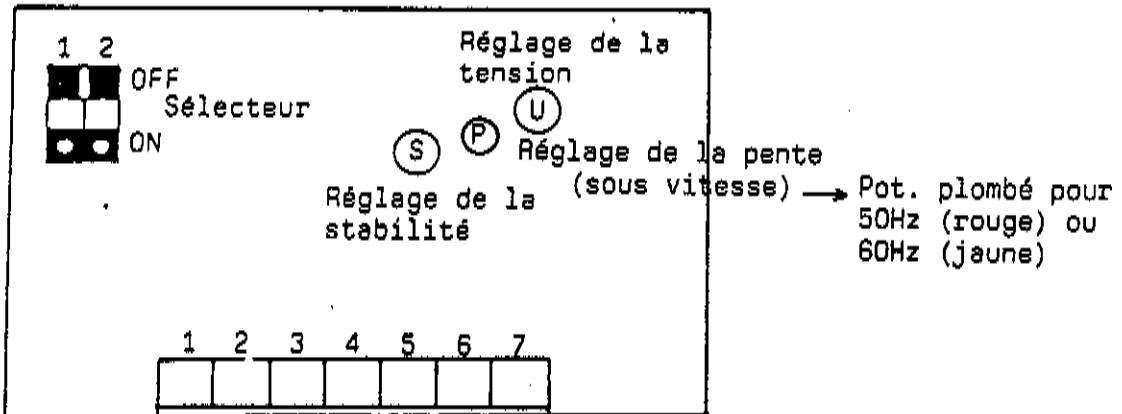 1 2
OFF
Sélecteur
ON
Réglage de la
tension
U
P
S
Réglage de la pente
(sous vitesse)
Réglage de la
stabilité
Pot. plombé pour
50Hz (rouge) ou
60Hz (jaune)
1 2 3 4 5 6 7